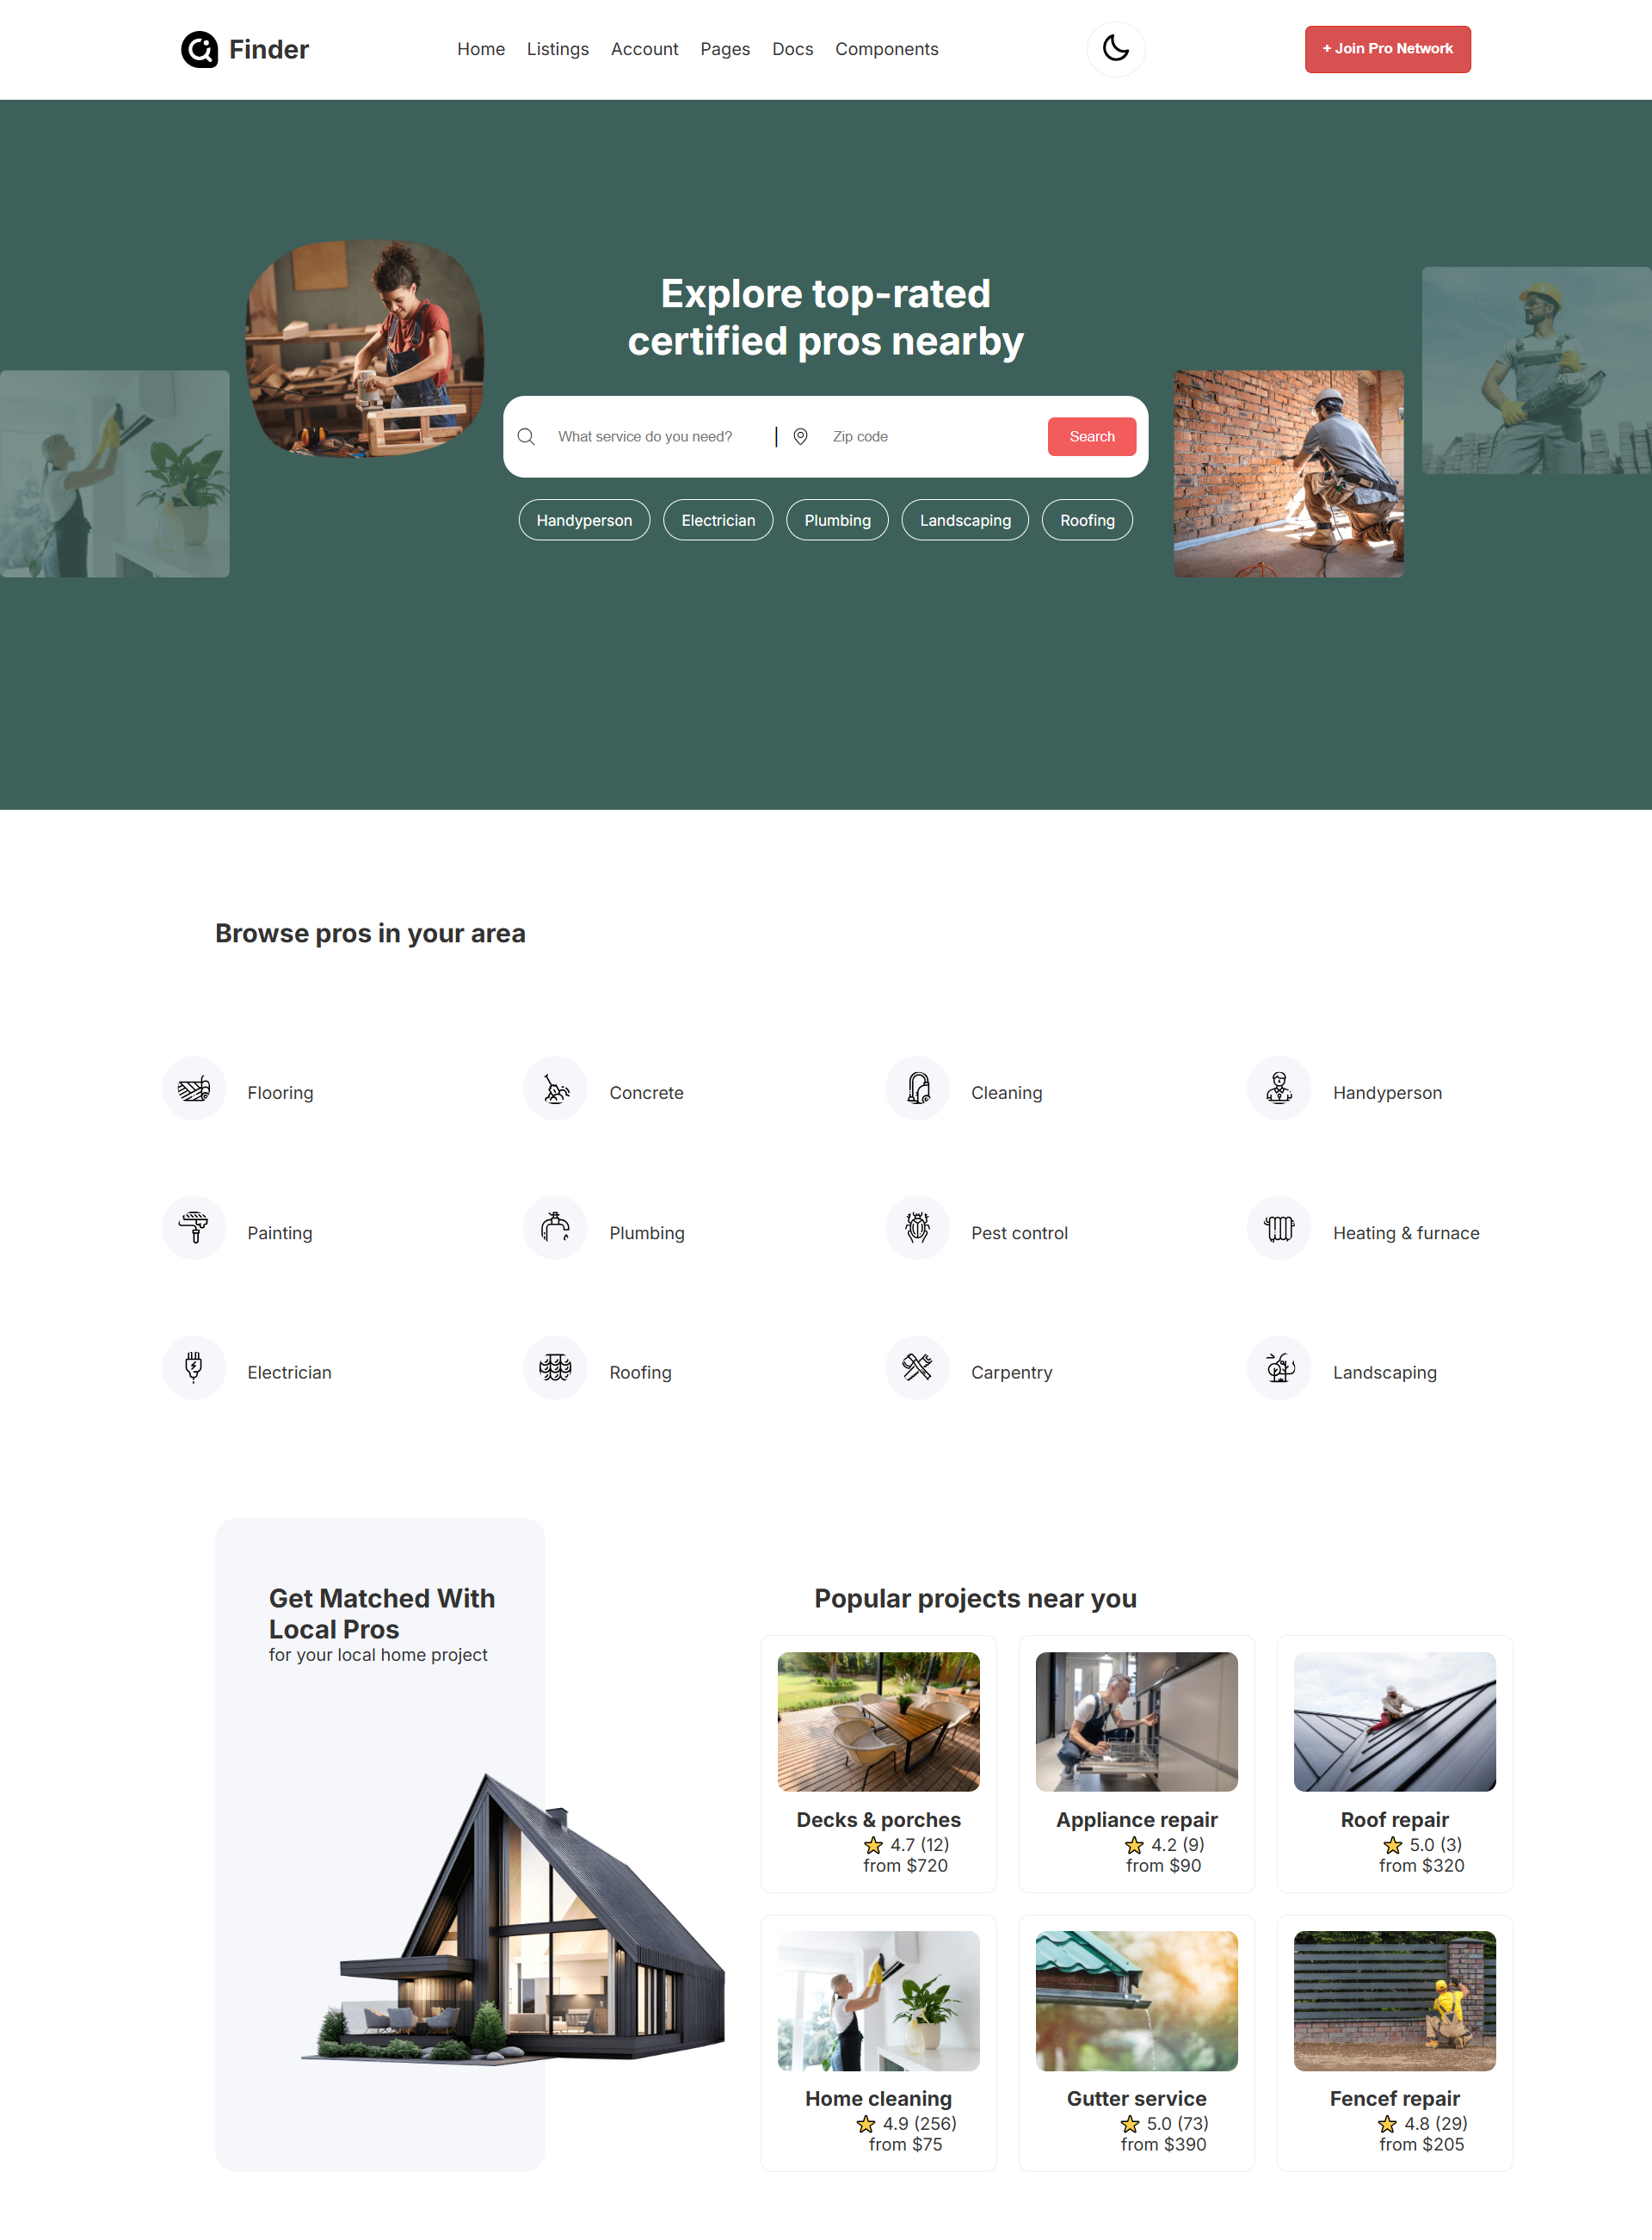 Finder
Home Listings Account Pages Docs Components
+ Join Pro Network
Explore top-rated
certified pros nearby
What service do you need? | Zip code Search
Handyperson Electrician Plumbing Landscaping Roofing
Browse pros in your area
Flooring Concrete Cleaning Handyperson
Painting Plumbing Pest control Heating & furnace
Electrician Roofing Carpentry Landscaping
Get Matched With
Local Pros
for your local home project
Popular projects near you
Decks & porches
4.7 (12)
from $720
Appliance repair
4.2 (9)
from $90
Roof repair
5.0 (3)
from $320
Home cleaning
4.9 (256)
from $75
Gutter service
5.0 (73)
from $390
Fencef repair
4.8 (29)
from $205